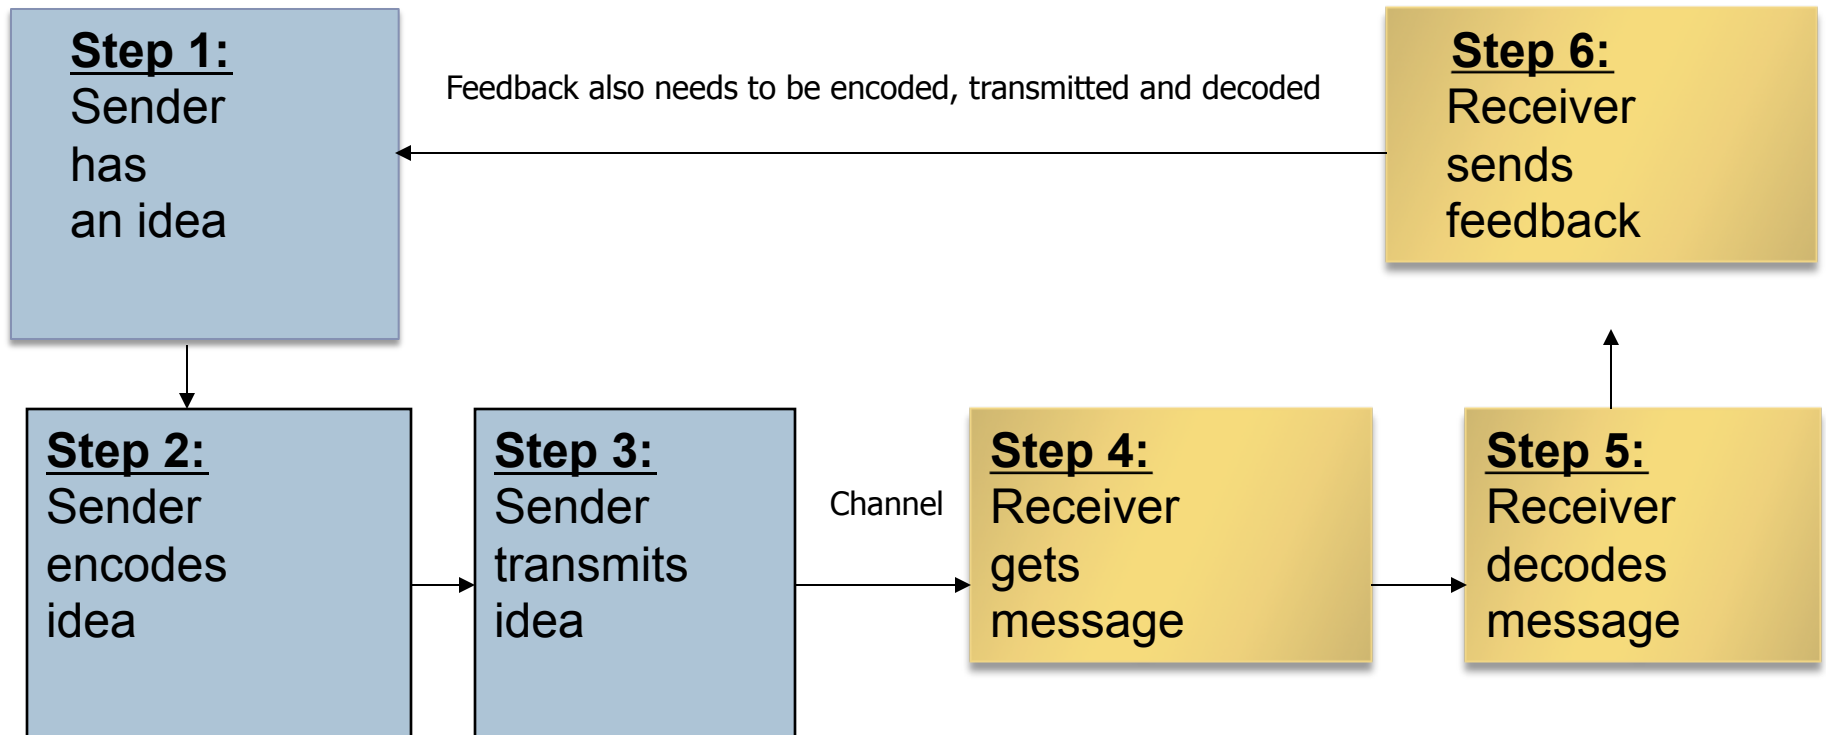 Step 1:
Sender
has
an idea
Feedback also needs to be encoded, transmitted and decoded
Step 6:
Receiver
sends
feedback
Step 2:
Sender
encodes
idea
Step 3:
Sender
transmits
idea
Channel
Step 4:
Receiver
gets
message
Step 5:
Receiver
decodes
message